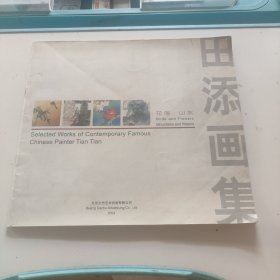 田添画集
花鸟 山水
Birds and Flowers
Mountains and Waters
Selected Works of Contemporary Famous
Chinese Painter Tian Tian